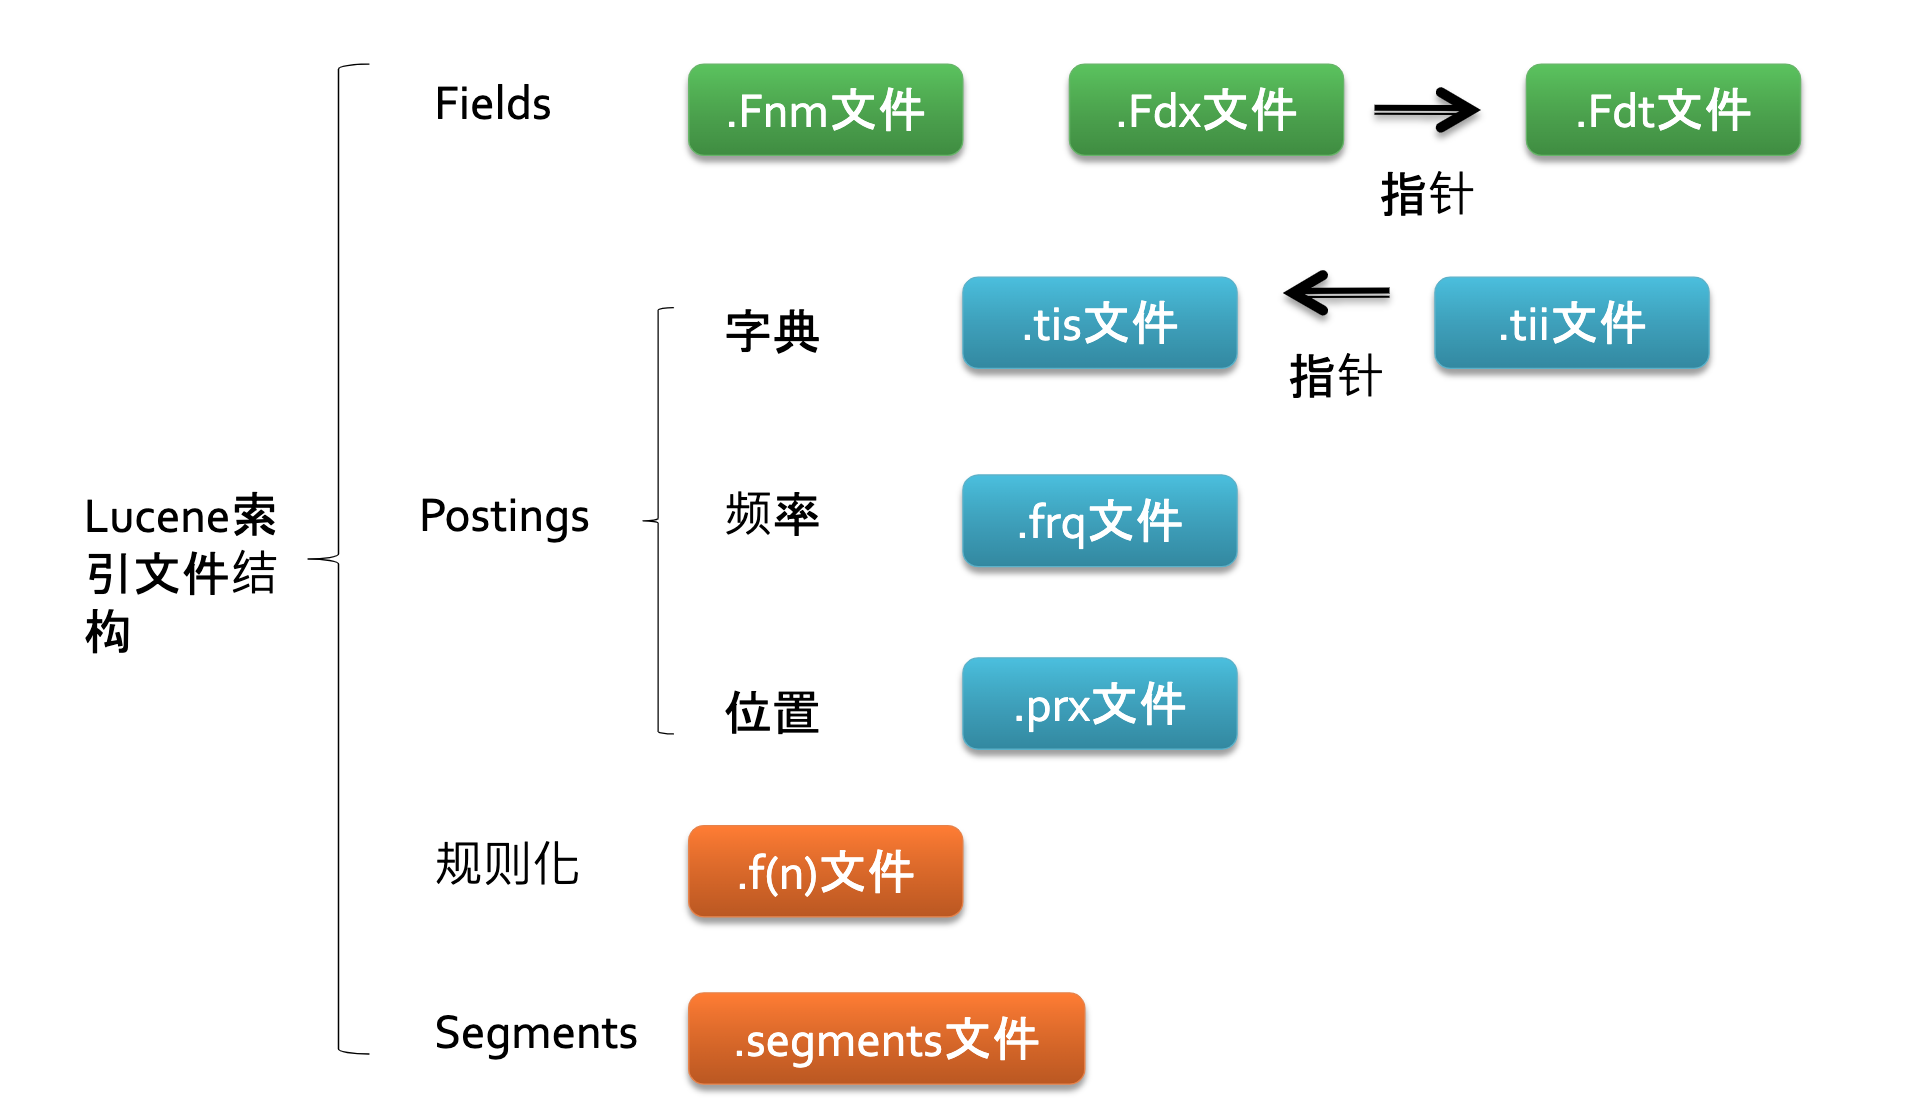 Fields
.Fnm文件
.Fdx文件
.Fdt文件
指针
字典
.tis文件
.tii文件
指针
Lucene索
引文件结
构
Postings
频率
.frq文件
位置
.prx文件
规则化
.f(n)文件
Segments
.segments文件